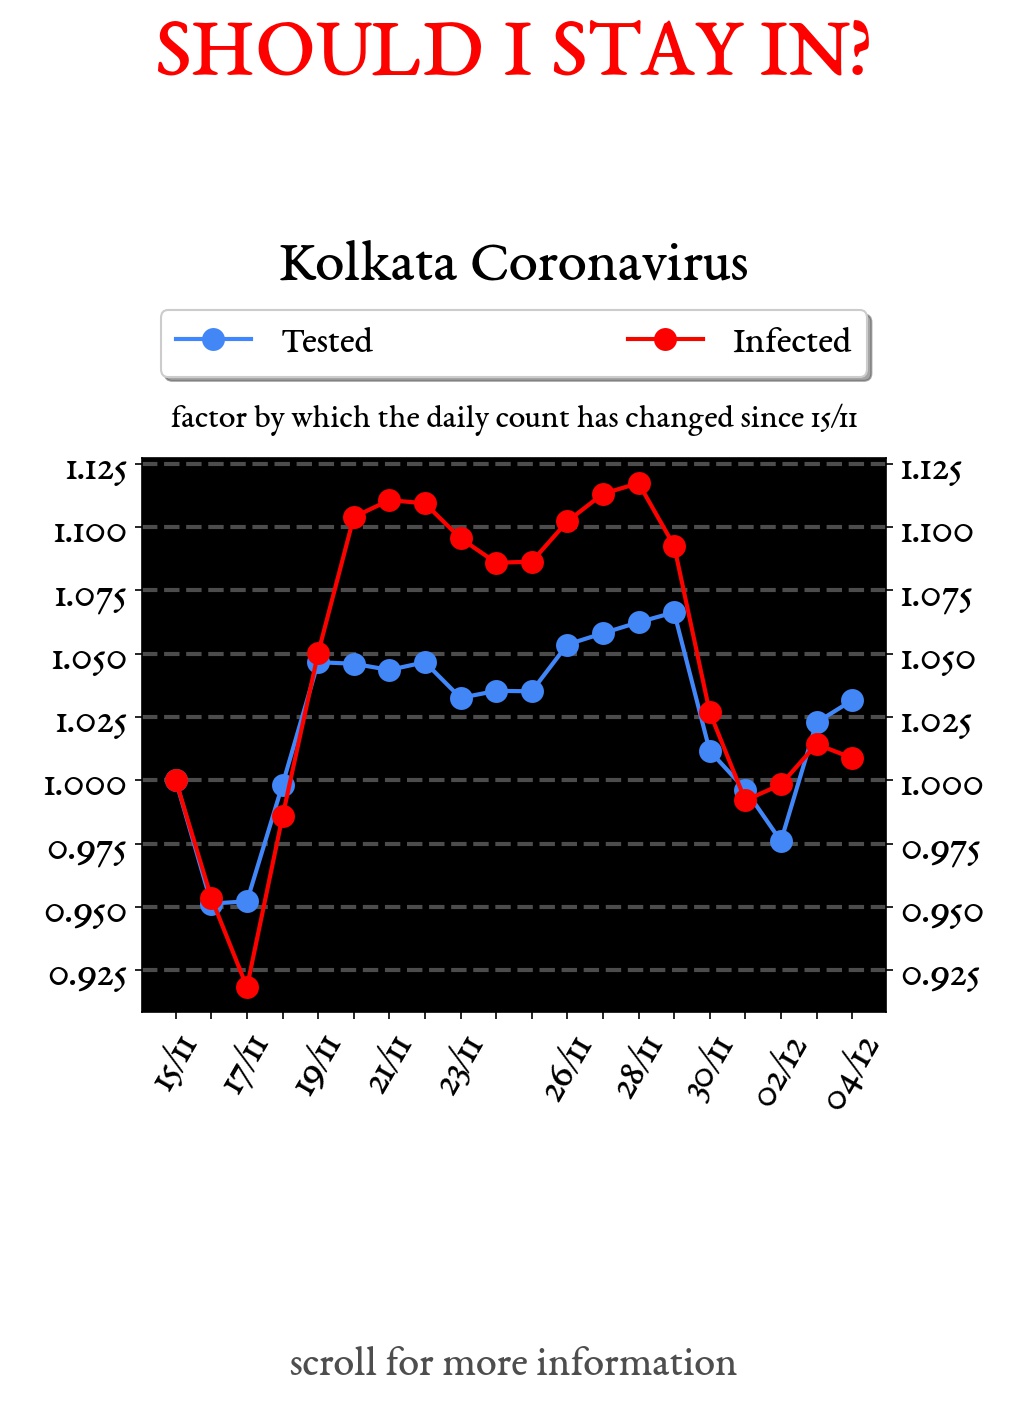 SHOULD I STAY IN?
Kolkata Coronavirus
Tested Infected
factor by which the daily count has changed since 15/11
1.125 1.125
1.100 1.100
1.075 1.075
1.050 1.050
1.025 1.025
1.000 1.000
0.975 0.975
0.950 0.950
0.925 0.925
15/11 17/11 19/11 21/11 23/11 26/11 28/11 30/11 02/12 04/12
scroll for more information